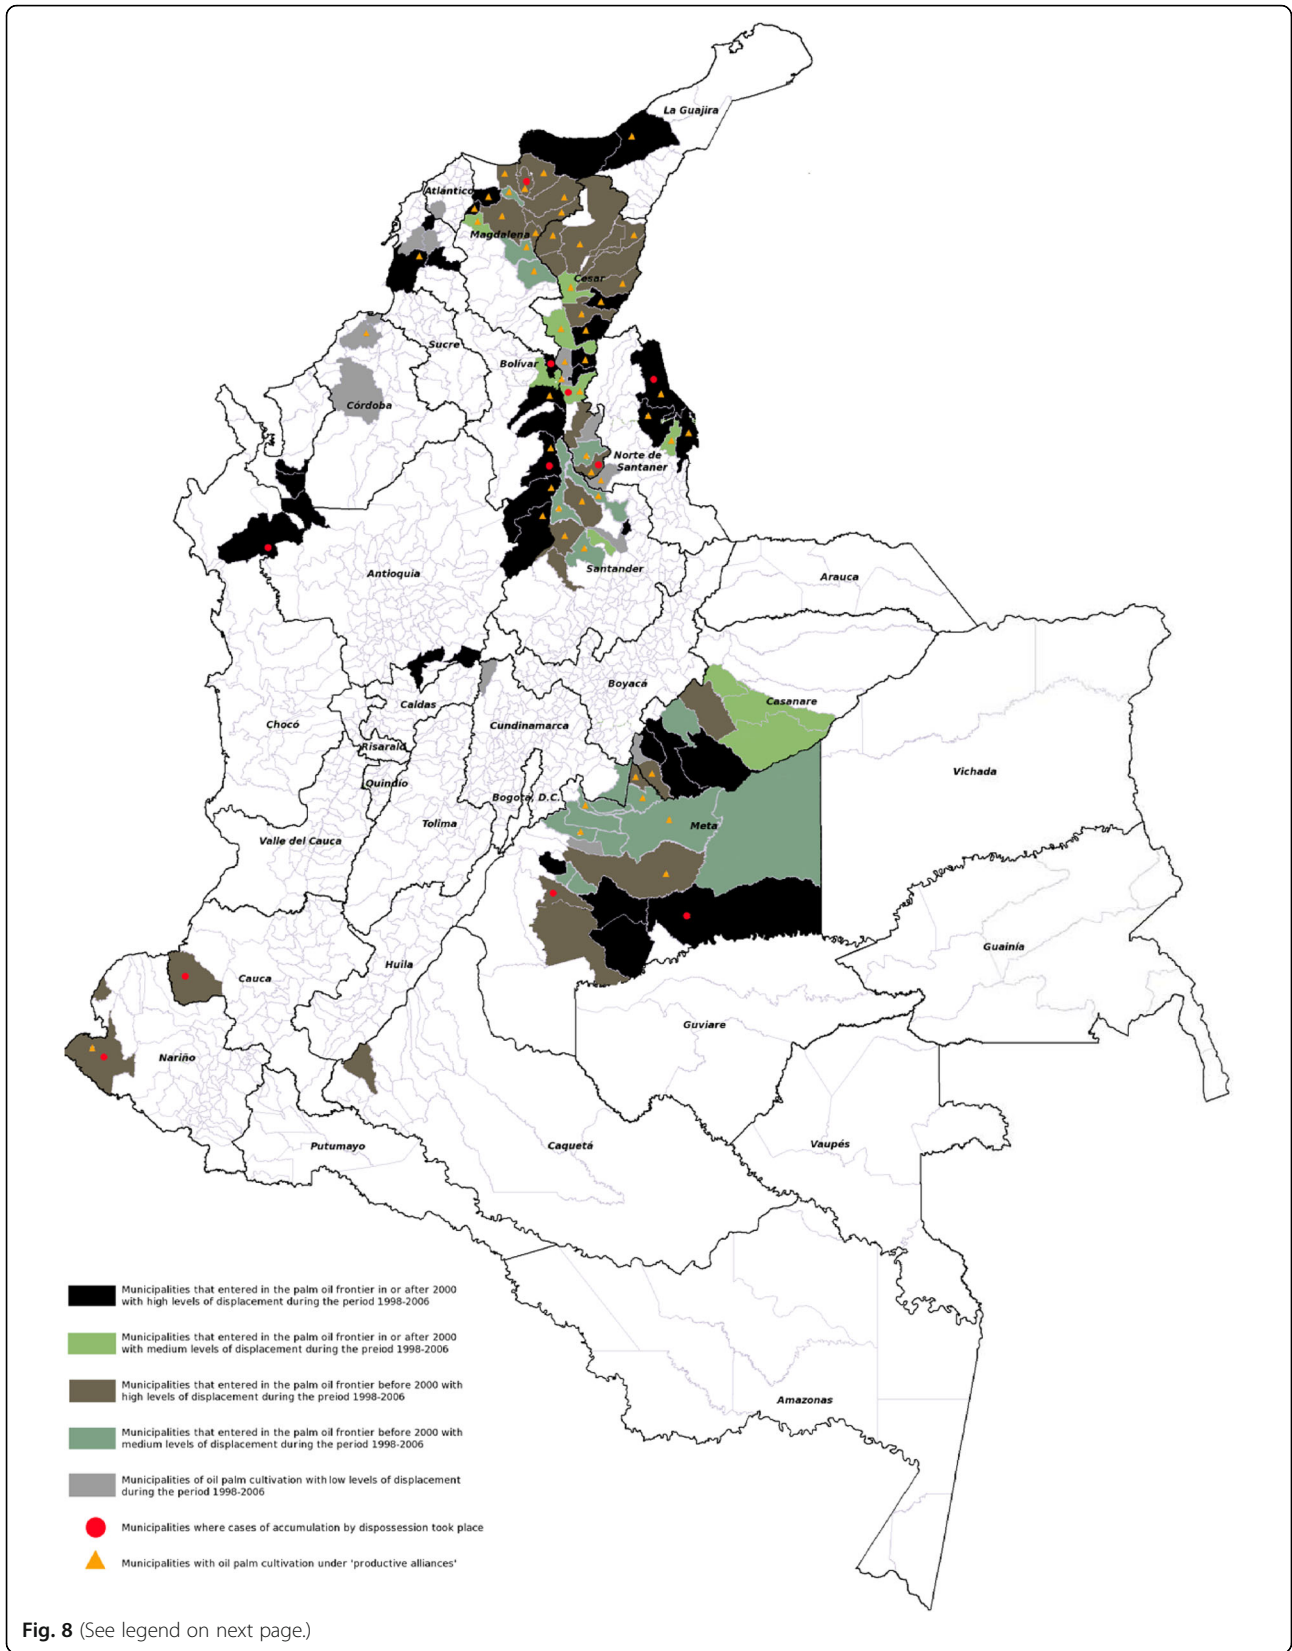 La Guajira
Atlántico
Magdalena
Cesar
Sucre
Bolívar
Córdoba
Norte de
Santaner
Antioquia
Santander
Arauca
Boyacá
Casanare
Caldas
Chocó
Cundinamarca
Risarald
Vichada
Quindío
Bogotá, D.C.
Tolima
Meta
Valle del Cauca
Guainía
Huila
Cauca
Guviare
Nariño
Vaupés
Putumayo
Caquetá
Amazonas
Municipalities that entered in the palm oil frontier in or after 2000
with high levels of displacement during the period 1998-2006
Municipalities that entered in the palm oil frontier in or after 2000
with medium levels of displacement during the preiod 1998-2006
Municipalities that entered in the palm oil frontier before 2000 with
high levels of displacement during the preiod 1998-2006
Municipalities that entered in the palm oil frontier before 2000 with
medium levels of displacement during the period 1998-2006
Municipalities of oil palm cultivation with low levels of displacement
during the period 1998-2006
Municipalities where cases of accumulation by dispossession took place
Municipalities with oil palm cultivation under 'productive alliances'
Fig. 8 (See legend on next page.)